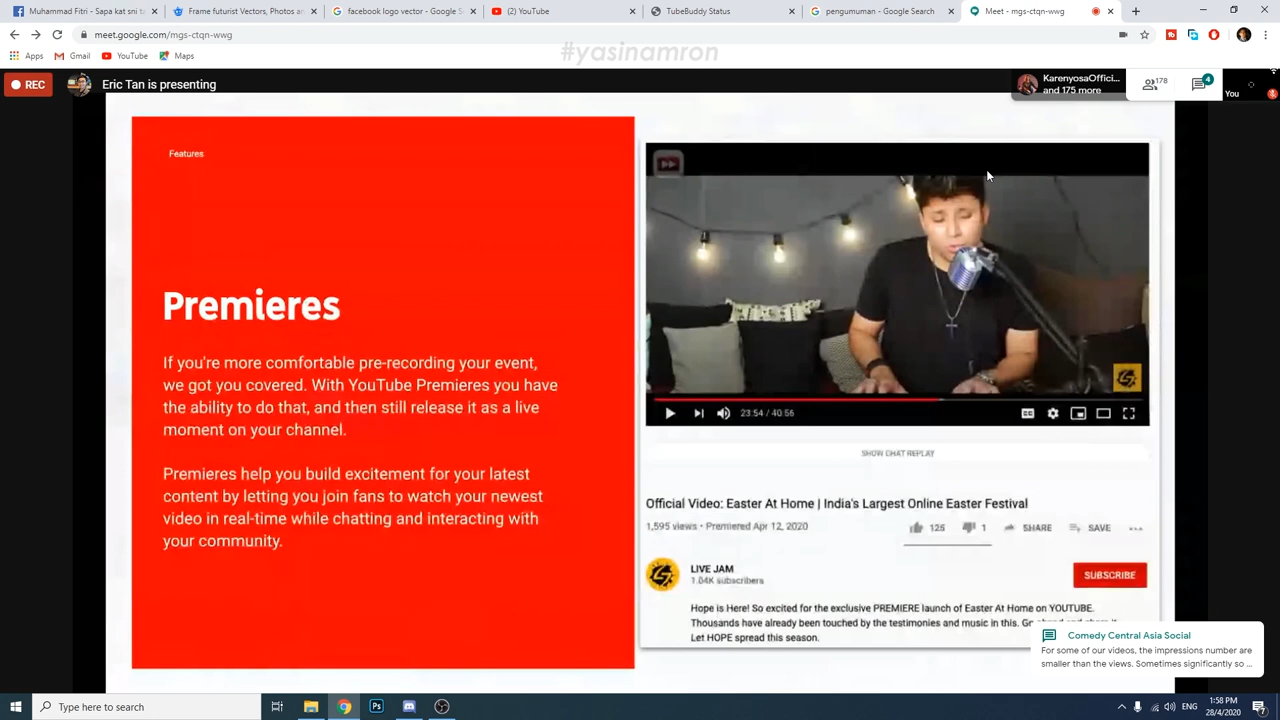 Muhammad Fitri - Sapa kat sni ta
Frame futurist Vectors, Photos an
facebook logo vector - Google S
(2) YouTube
TubeBuddy Status
pengumuman - Google Search
Meet - mgs-ctqn-wwg
meet.google.com/mgs-ctqn-wwg
Apps
Gmail
YouTube
Maps
#yasinamron
REC
Eric Tan is presenting
KarenyosaOffici...
and 175 more
178
4
You
Features
Premieres
If you're more comfortable pre-recording your event,
we got you covered. With YouTube Premieres you have
the ability to do that, and then still release it as a live
moment on your channel.
Premieres help you build excitement for your latest
content by letting you join fans to watch your newest
video in real-time while chatting and interacting with
your community.
23:54 / 40:56
SHOW CHAT REPLAY
Official Video: Easter At Home | India's Largest Online Easter Festival
1,595 views • Premiered Apr 12, 2020
125
1
SHARE
SAVE
LIVE JAM
1.04K subscribers
SUBSCRIBE
Hope is Here! So excited for the exclusive PREMIERE launch of Easter At Home on YOUTUBE.
Thousands have already been touched by the testimonies and music in this.
Let HOPE spread this season.
Comedy Central Asia Social
For some of our videos, the impressions number are
smaller than the views. Sometimes significantly so ...
Type here to search
Ps
ENG
1:58 PM
28/4/2020